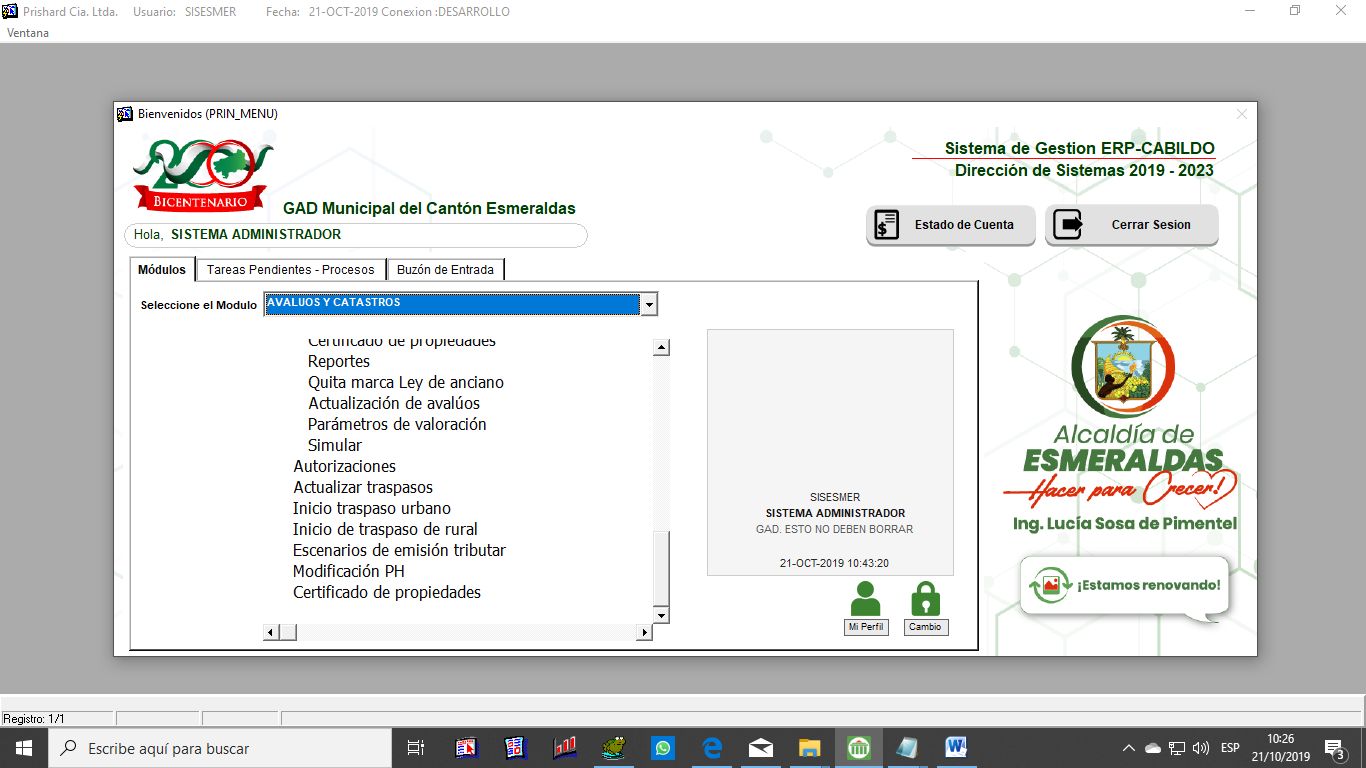 Prishard Cia. Ltda. Usuario: SISESMER Fecha: 21-OCT-2019 Conexion :DESARROLLO
Ventana
Bienvenidos (PRIN_MENU)
200
BICENTENARIO
GAD Municipal del Cantón Esmeraldas
Sistema de Gestion ERP-CABILDO
Dirección de Sistemas 2019 - 2023
Hola, SISTEMA ADMINISTRADOR
Estado de Cuenta
Cerrar Sesion
Módulos
Tareas Pendientes - Procesos
Buzón de Entrada
Seleccione el Modulo
AVALUOS Y CATASTROS
Certificado de propiedades
Reportes
Quita marca Ley de anciano
Actualización de avalúos
Parámetros de valoración
Simular
Autorizaciones
Actualizar traspasos
Inicio traspaso urbano
Inicio de traspaso de rural
Escenarios de emisión tributar
Modificación PH
Certificado de propiedades
SISESMER
SISTEMA ADMINISTRADOR
GAD. ESTO NO DEBEN BORRAR
21-OCT-2019 10:43:20
Mi Perfil
Cambio
Alcaldía de
ESMERALDAS
Hacer para Crecer!
Ing. Lucía Sosa de Pimentel
¡Estamos renovando!
Registro: 1/1
Escribe aquí para buscar
ESP
10:26
21/10/2019
3